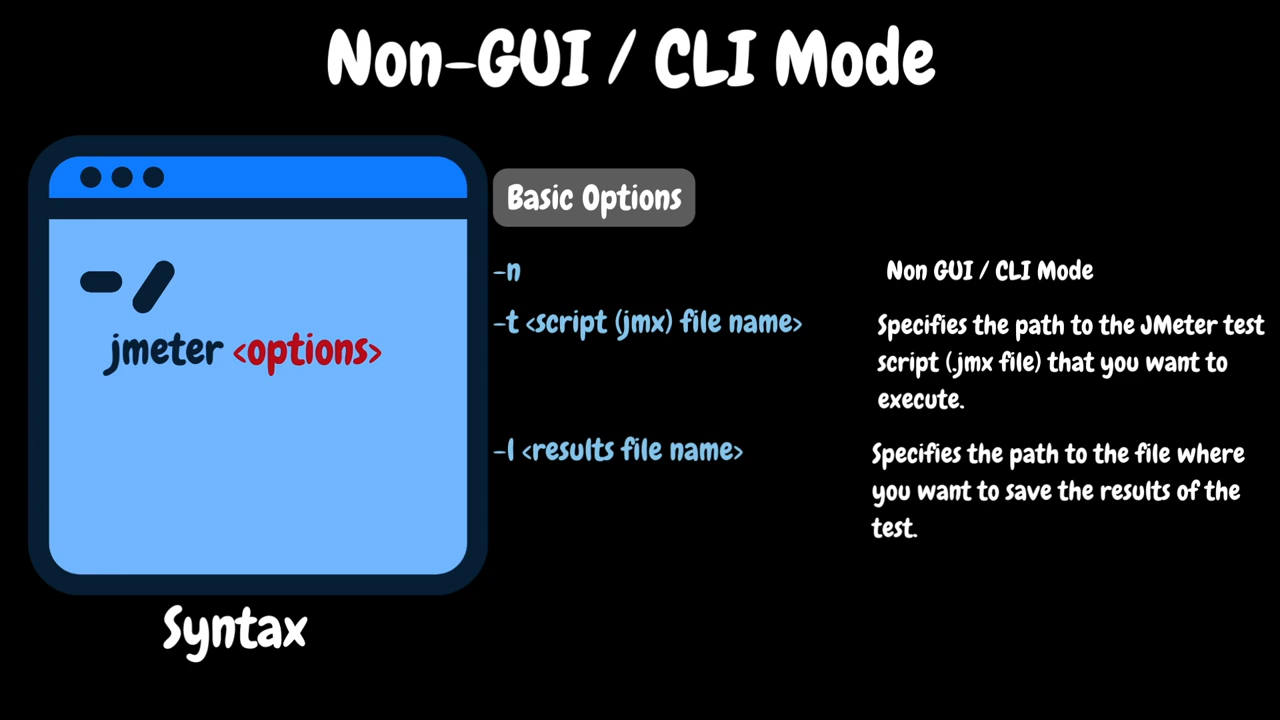 Non-GUI / CLI Mode
Basic Options
-n
Non GUI / CLI Mode
-t <script (jmx) file name>
Specifies the path to the JMeter test
script (.jmx file) that you want to
execute.
-l <results file name>
Specifies the path to the file where
you want to save the results of the
test.
jmeter <options>
Syntax